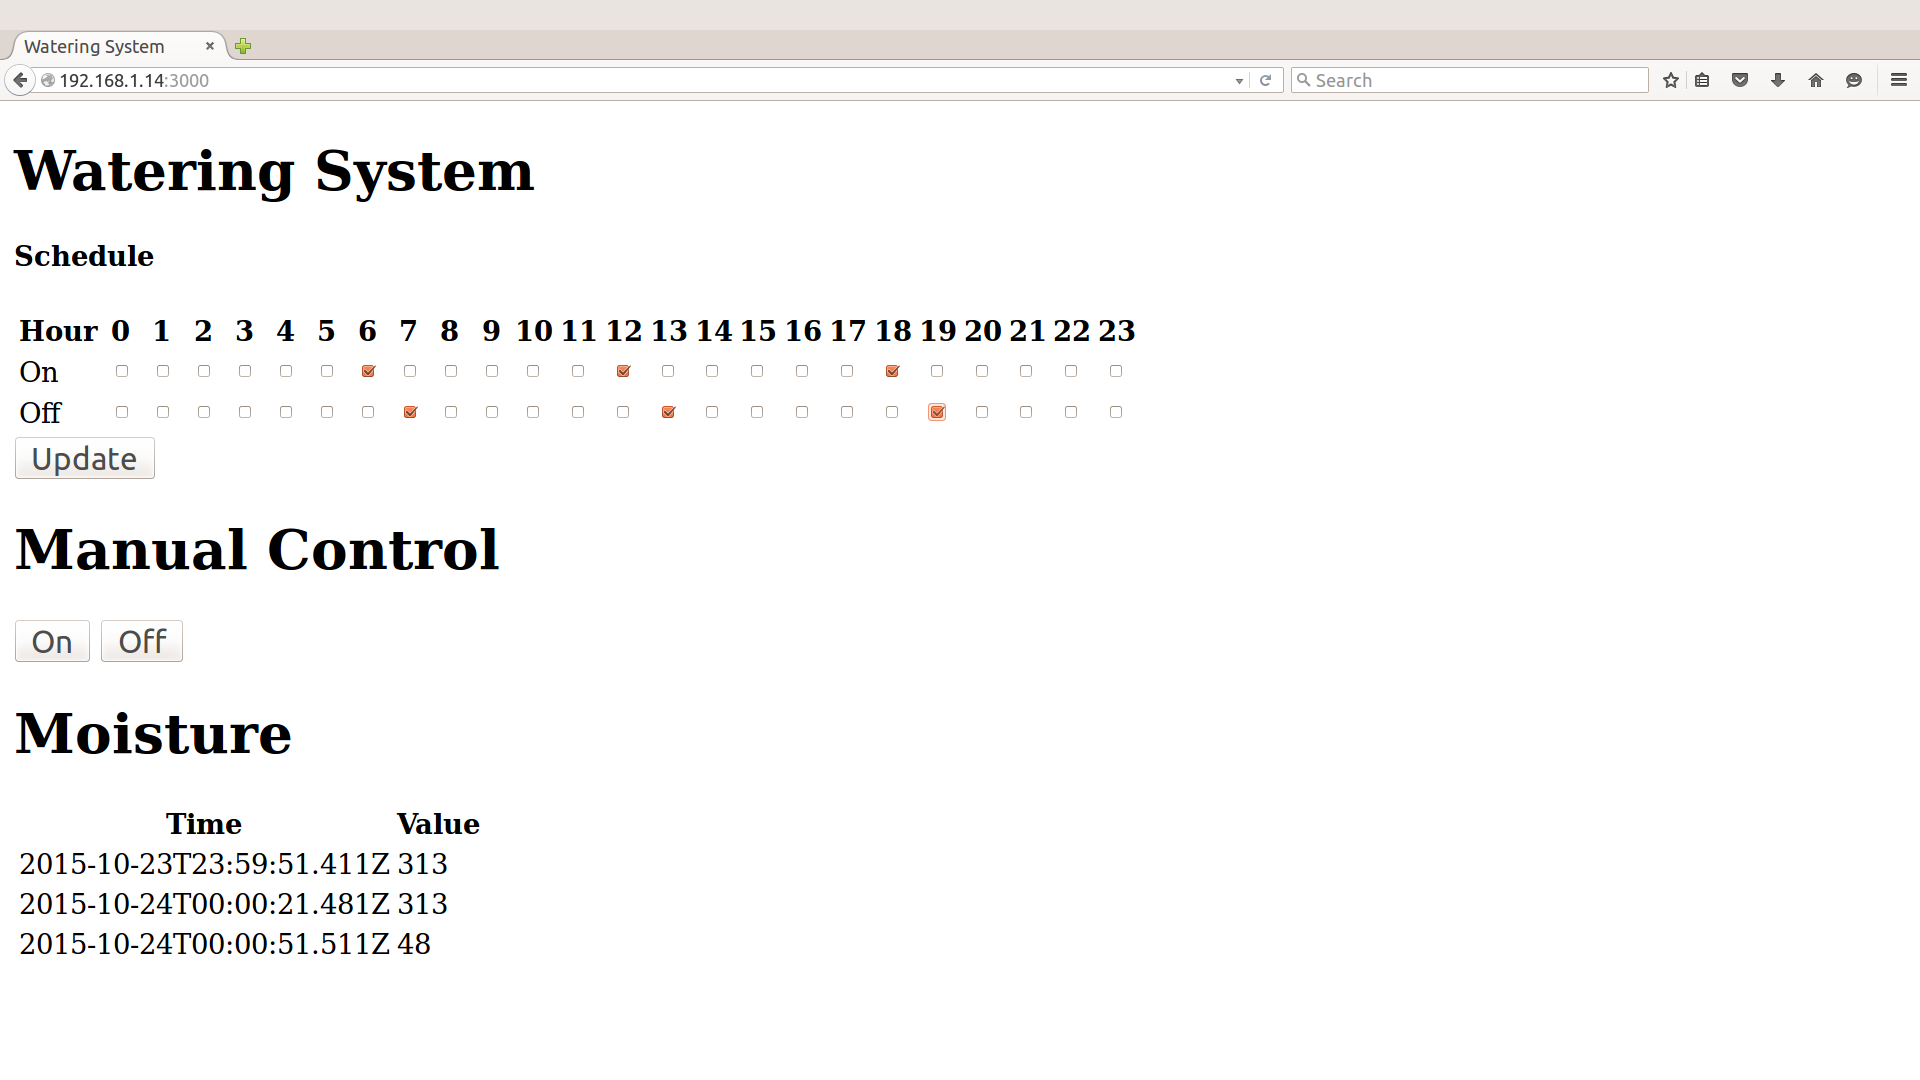 Watering System
192.168.1.14:3000
Search
Watering System
Schedule
Hour 0 1 2 3 4 5 6 7 8 9 10 11 12 13 14 15 16 17 18 19 20 21 22 23
On
Off
Update
Manual Control
On Off
Moisture
Time Value
2015-10-23T23:59:51.411Z 313
2015-10-24T00:00:21.481Z 313
2015-10-24T00:00:51.511Z 48